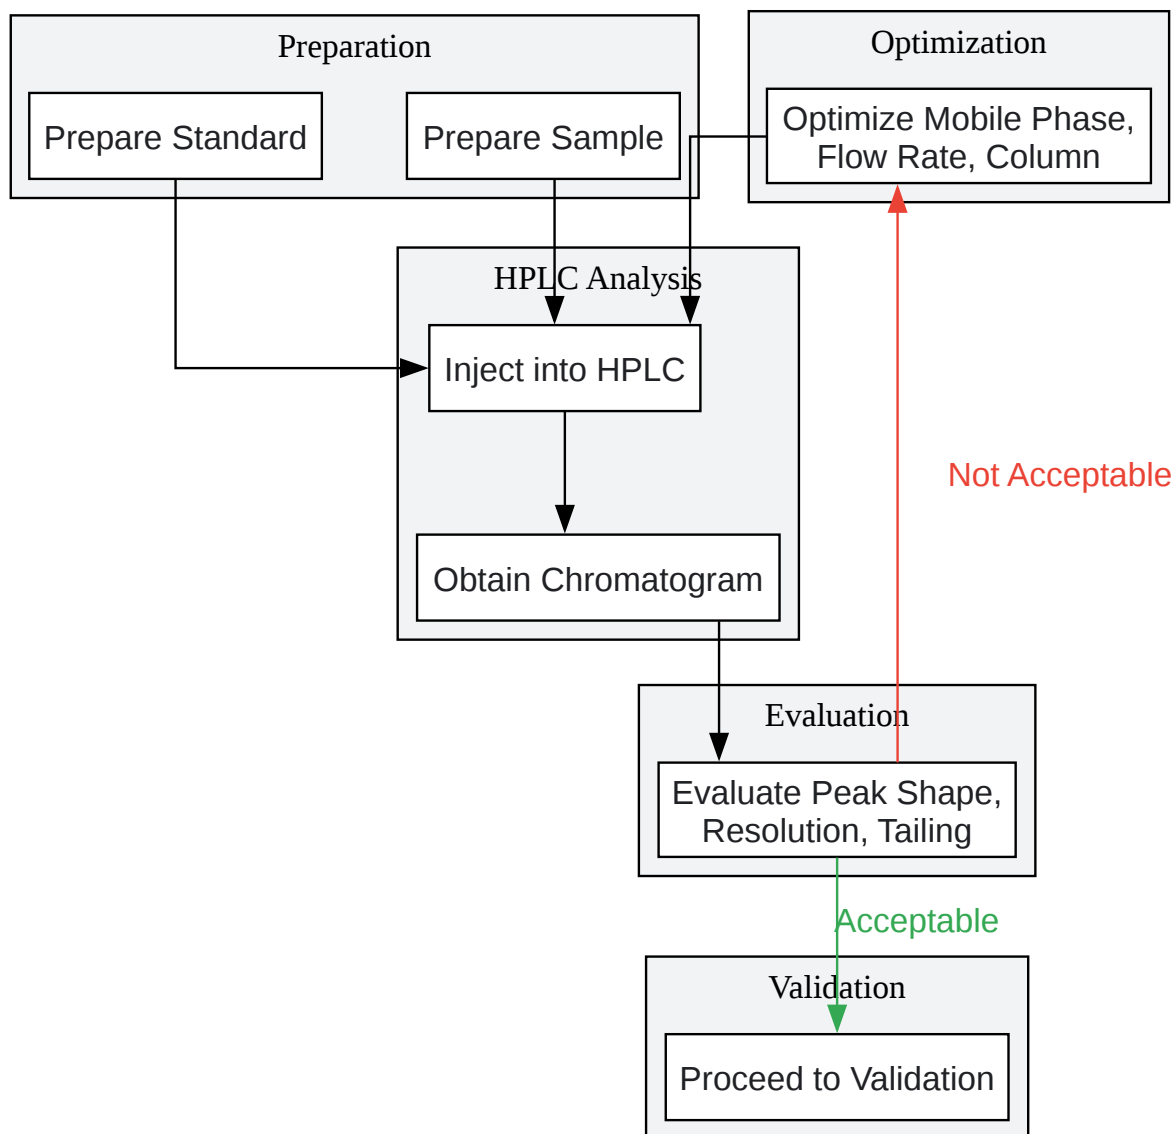 Preparation
Optimization
Prepare Standard
Prepare Sample
Optimize Mobile Phase,
Flow Rate, Column
HPLC Analysis
Inject into HPLC
Not Acceptable
Obtain Chromatogram
Evaluation
Evaluate Peak Shape,
Resolution, Tailing
Acceptable
Validation
Proceed to Validation